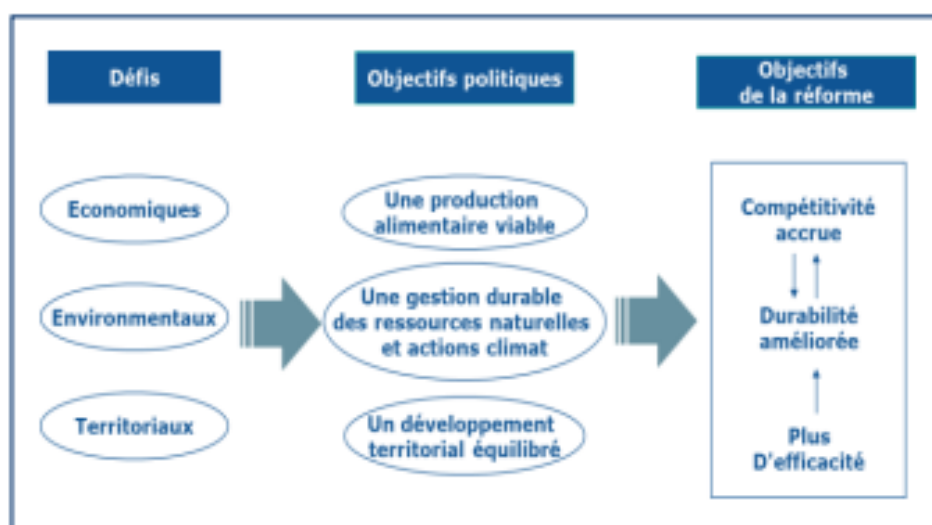 Défis
Objectifs politiques
Objectifs
de la réforme
Economiques
Environmentaux
Territoriaux
Une production
alimentaire viable
Une gestion durable
des ressources naturelles
et actions climat
Un développement
territorial équilibré
Compétitivité
accrue
Durabilité
améliorée
Plus
D'efficacité